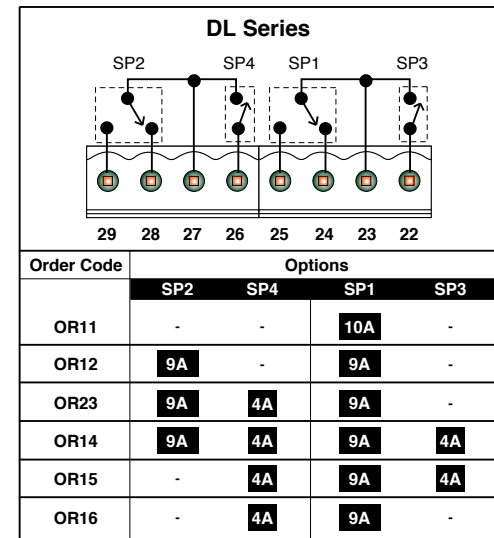 DL Series
SP2 SP4 SP1 SP3
29 28 27 26 25 24 23 22
Order Code Options
SP2 SP4 SP1 SP3
OR11 - - 10A -
OR12 9A - 9A -
OR23 9A 4A 9A -
OR14 9A 4A 9A 4A
OR15 - 4A 9A 4A
OR16 - 4A 9A -